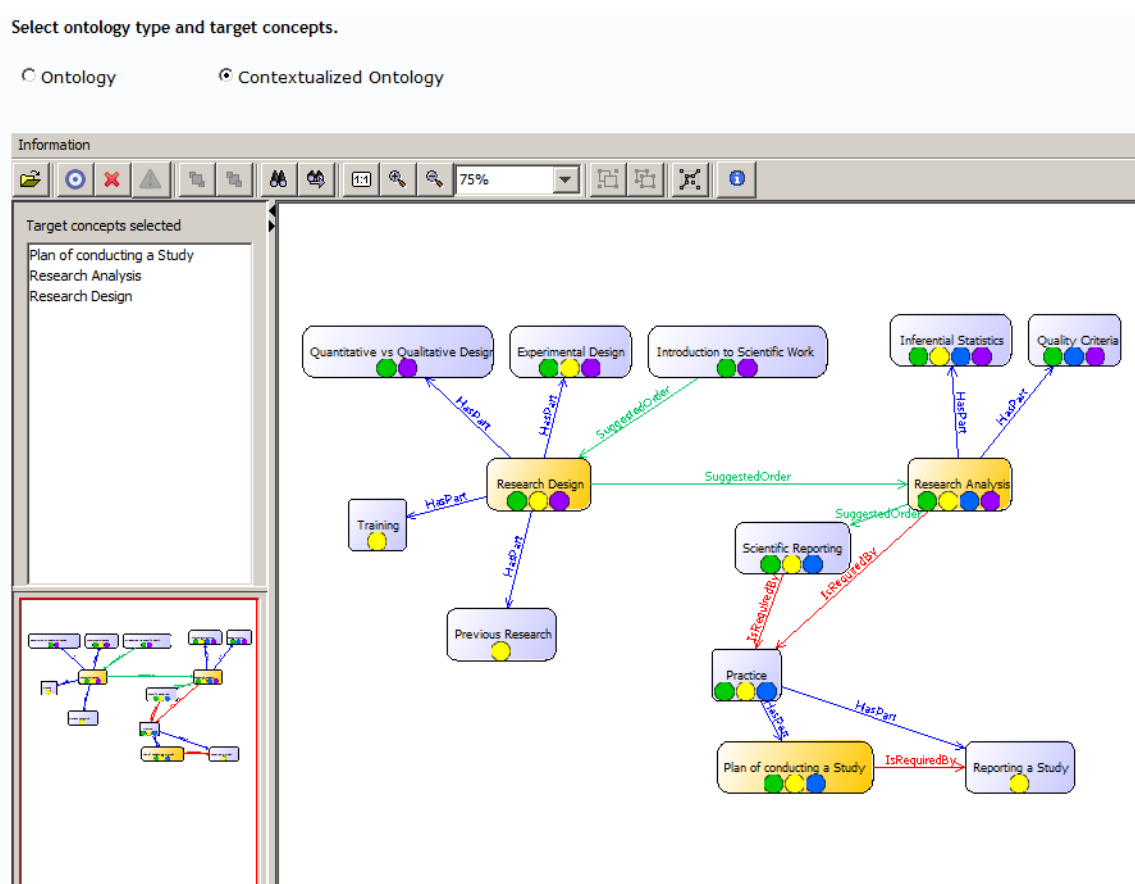 Select ontology type and target concepts.
Ontology
Contextualized Ontology
Information
1:1
75%
Target concepts selected
Plan of conducting a Study
Research Analysis
Research Design
Quantitative vs Qualitative Design
Experimental Design
Introduction to Scientific Work
Inferential Statistics
Quality Criteria
HasPart
HasPart
SuggestedOrder
HasPart
HasPart
Research Design
SuggestedOrder
Research Analysis
HasPart
Training
SuggestedOrder
HasPart
Scientific Reporting
IsRequiredBy
IsRequiredBy
Previous Research
Practice
HasPart
HasPart
Plan of conducting a Study
IsRequiredBy
Reporting a Study